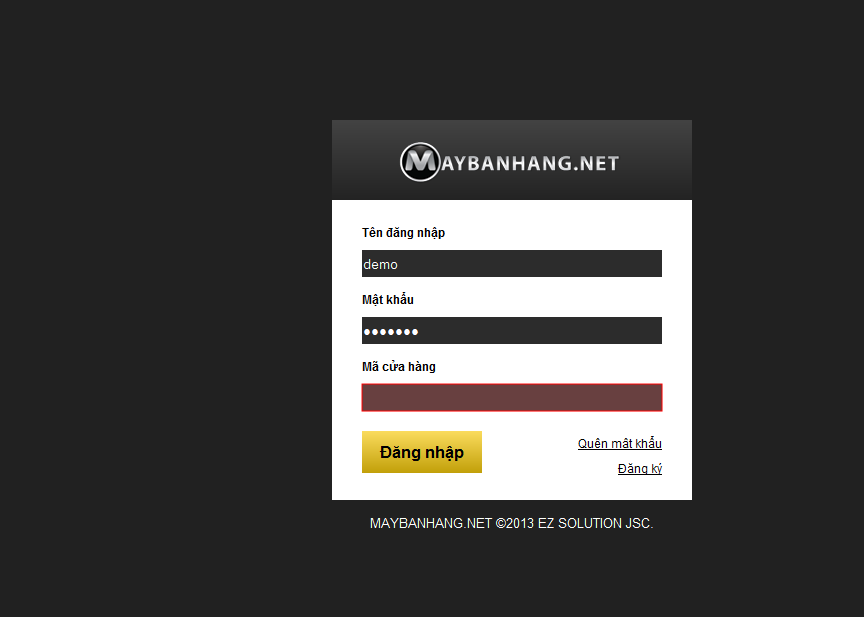 MAYBANHANG.NET
Tên đăng nhập
demo
Mật khẩu
•••••••
Mã cửa hàng
Đăng nhập
Quên mât khẩu
Đăng ký
MAYBANHANG.NET ©2013 EZ SOLUTION JSC.